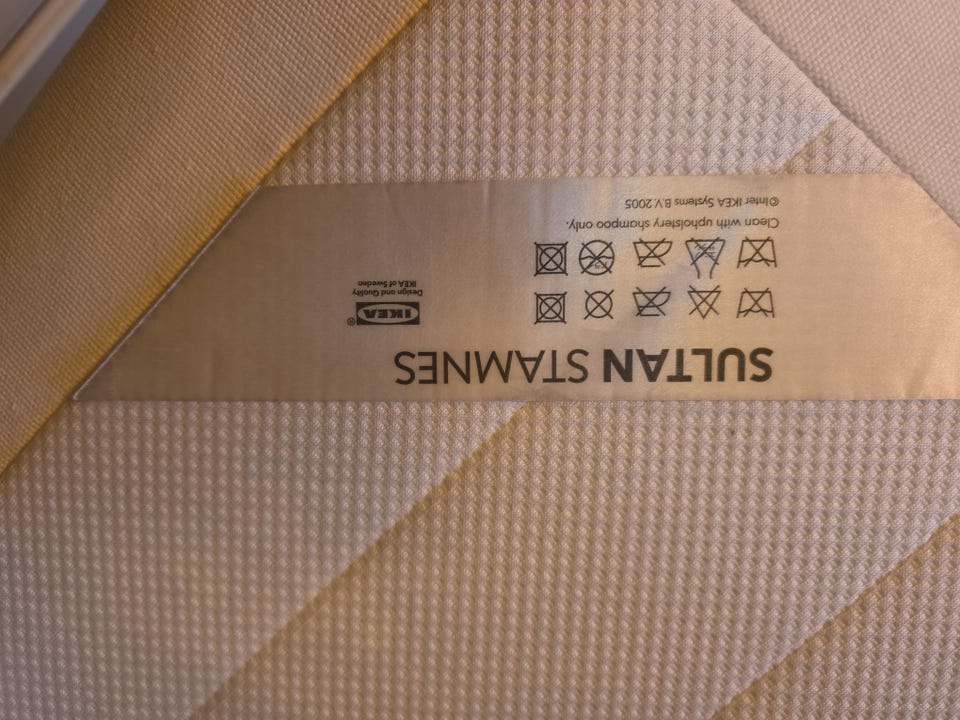 SULTAN STAMNES
IKEA®
Design and Quality
IKEA of Sweden
Clean with upholstery shampoo only.
©Inter IKEA Systems B.V. 2005